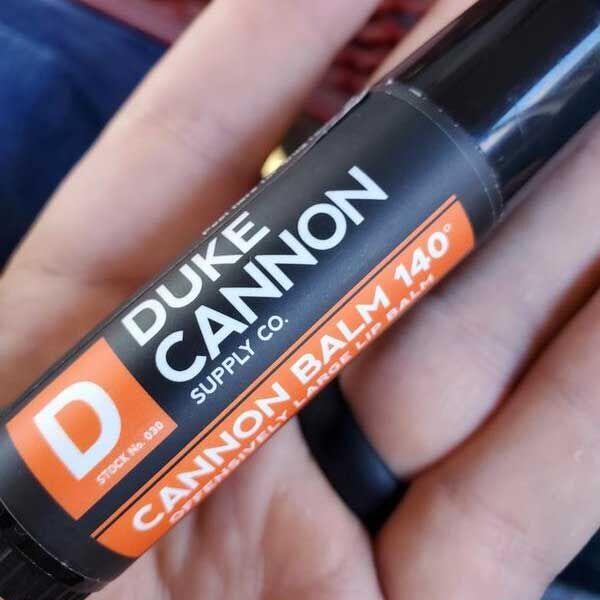 DUKE
CANNON
SUPPLY CO.
D
STOCK No. 030
CANNON BALM 140°
OFFENSIVELY LARGE LIP BALM